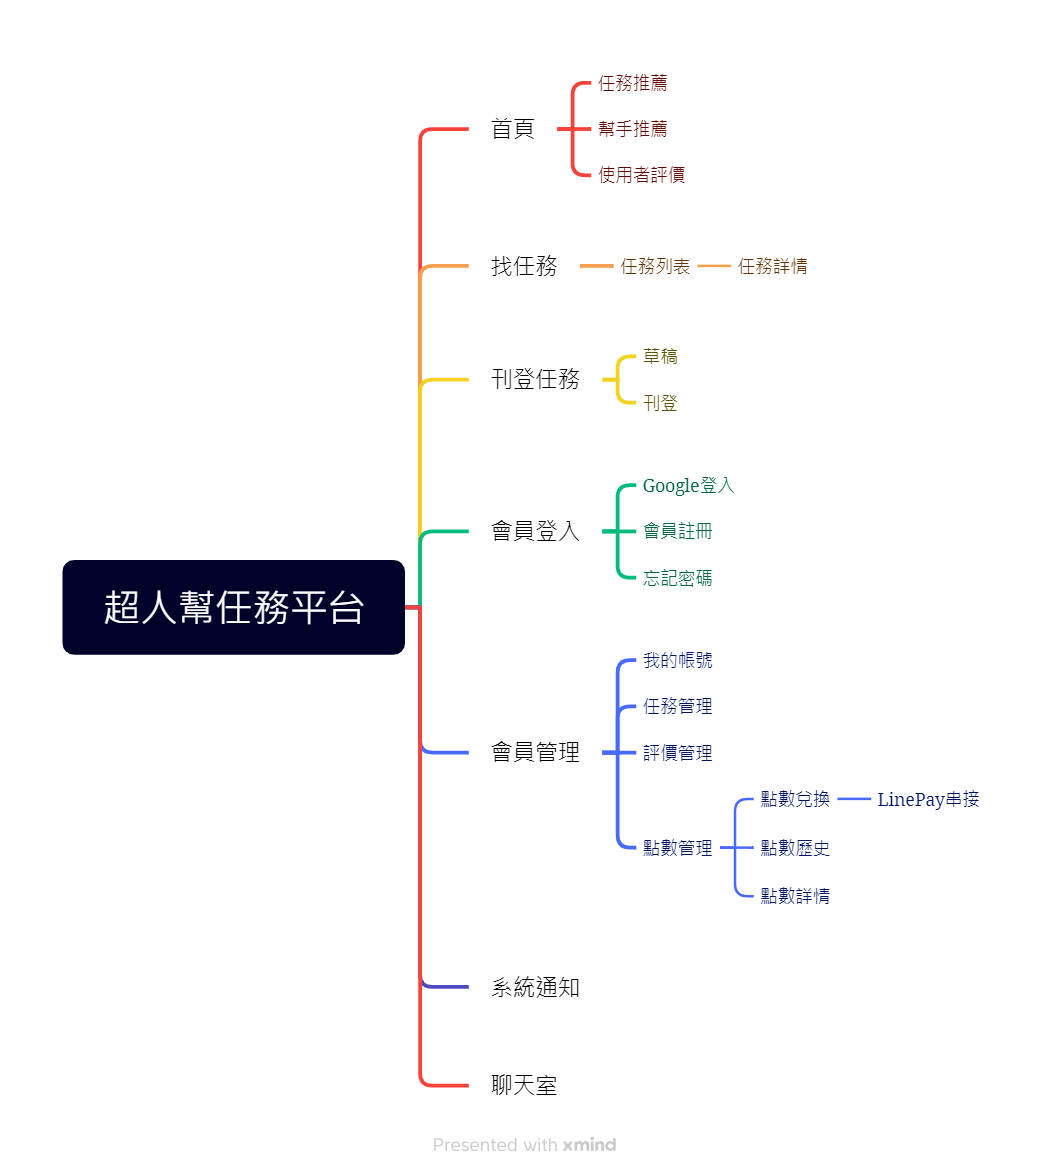 首頁
任務推薦
幫手推薦
使用者評價
找任務
任務列表
任務詳情
刊登任務
草稿
刊登
會員登入
Google登入
會員註冊
忘記密碼
超人幫任務平台
會員管理
我的帳號
任務管理
評價管理
點數管理
點數兌換
LinePay串接
點數歷史
點數詳情
系統通知
聊天室
Presented with xmind